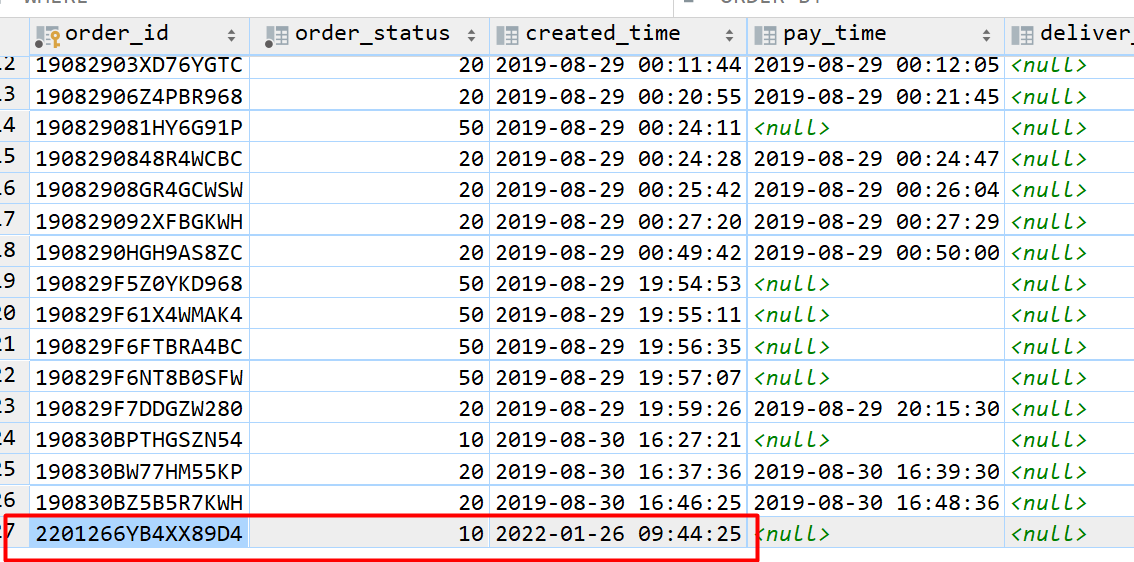 WHERE ORDER BY
order_id order_status created_time pay_time deliver_
2 19082903XD76YGTC 20 2019-08-29 00:11:44 2019-08-29 00:12:05 <null>
3 19082906Z4PBR968 20 2019-08-29 00:20:55 2019-08-29 00:21:45 <null>
4 190829081HY6G91P 50 2019-08-29 00:24:11 <null> <null>
5 1908290848R4WCBC 20 2019-08-29 00:24:28 2019-08-29 00:24:47 <null>
6 19082908GR4GCWSW 20 2019-08-29 00:25:42 2019-08-29 00:26:04 <null>
7 190829092XFBGKWH 20 2019-08-29 00:27:20 2019-08-29 00:27:29 <null>
8 1908290HGH9AS8ZC 20 2019-08-29 00:49:42 2019-08-29 00:50:00 <null>
9 190829F5Z0YKD968 50 2019-08-29 19:54:53 <null> <null>
20 190829F61X4WMAK4 50 2019-08-29 19:55:11 <null> <null>
21 190829F6FTBRA4BC 50 2019-08-29 19:56:35 <null> <null>
22 190829F6NT8B0SFW 50 2019-08-29 19:57:07 <null> <null>
23 190829F7DDGZW280 20 2019-08-29 19:59:26 2019-08-29 20:15:30 <null>
24 190830BPTHGSZN54 10 2019-08-30 16:27:21 <null> <null>
25 190830BW77HM55KP 20 2019-08-30 16:37:36 2019-08-30 16:39:30 <null>
26 190830BZ5B5R7KWH 20 2019-08-30 16:46:25 2019-08-30 16:48:36 <null>
27 2201266YB4XX89D4 10 2022-01-26 09:44:25 <null> <null>